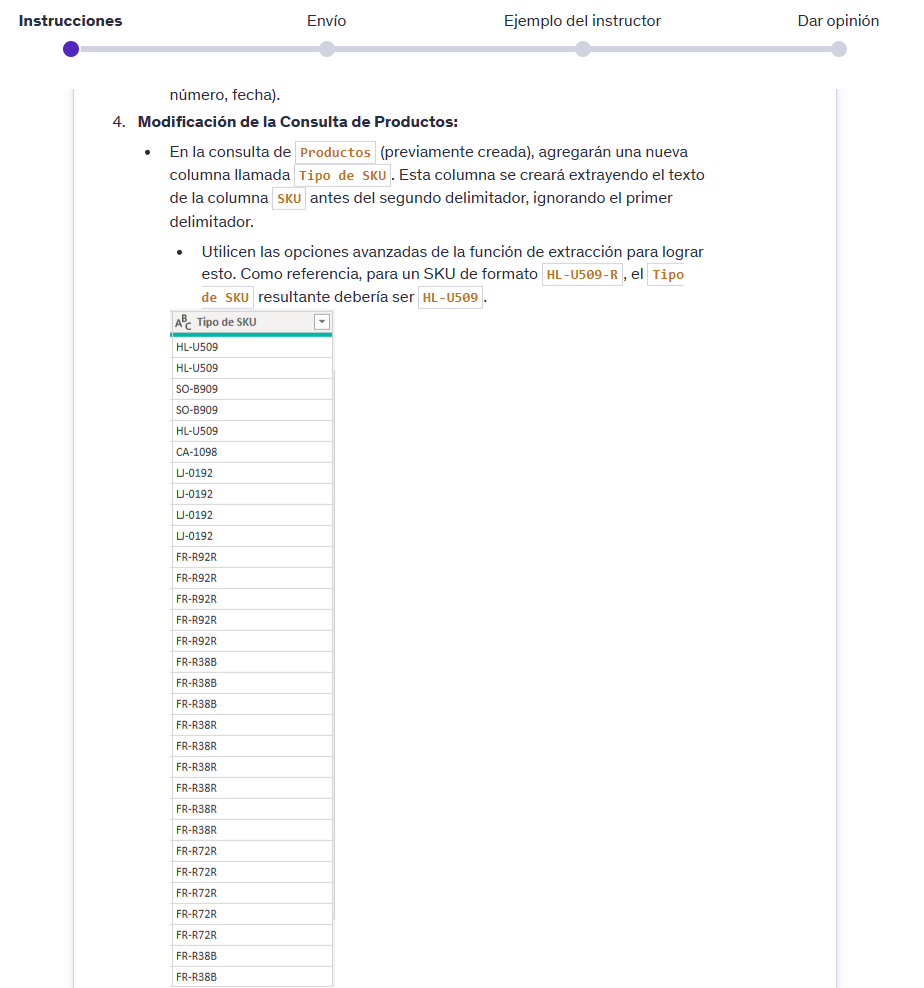 Instrucciones Envío Ejemplo del instructor Dar opinión
número, fecha).
4. Modificación de la Consulta de Productos:
• En la consulta de Productos (previamente creada), agregarán una nueva
columna llamada Tipo de SKU. Esta columna se creará extrayendo el texto
de la columna SKU antes del segundo delimitador, ignorando el primer
delimitador.
• Utilicen las opciones avanzadas de la función de extracción para lograr
esto. Como referencia, para un SKU de formato HL-U509-R, el Tipo
de SKU resultante debería ser HL-U509.
ABC Tipo de SKU
HL-U509
HL-U509
SO-B909
SO-B909
HL-U509
CA-1098
LJ-0192
LJ-0192
LJ-0192
LJ-0192
FR-R92R
FR-R92R
FR-R92R
FR-R92R
FR-R92R
FR-R38B
FR-R38B
FR-R38B
FR-R38R
FR-R38R
FR-R38R
FR-R38R
FR-R38R
FR-R38R
FR-R72R
FR-R72R
FR-R72R
FR-R72R
FR-R72R
FR-R38B
FR-R38B